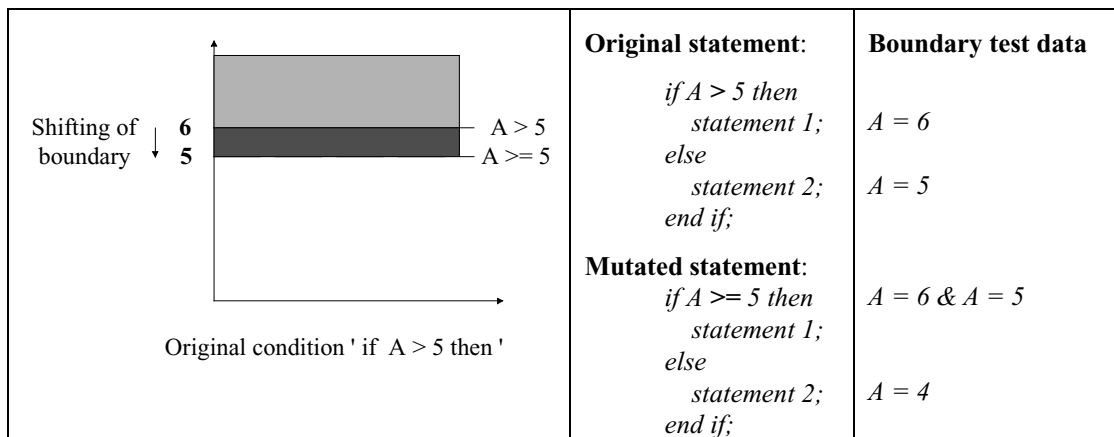 Shifting of
boundary
6
5
A > 5
A >= 5
Original condition ' if A > 5 then '
Original statement:
if A > 5 then
statement 1;
else
statement 2;
end if;
Mutated statement:
if A >= 5 then
statement 1;
else
statement 2;
end if;
Boundary test data
A = 6
A = 5
A = 6 & A = 5
A = 4